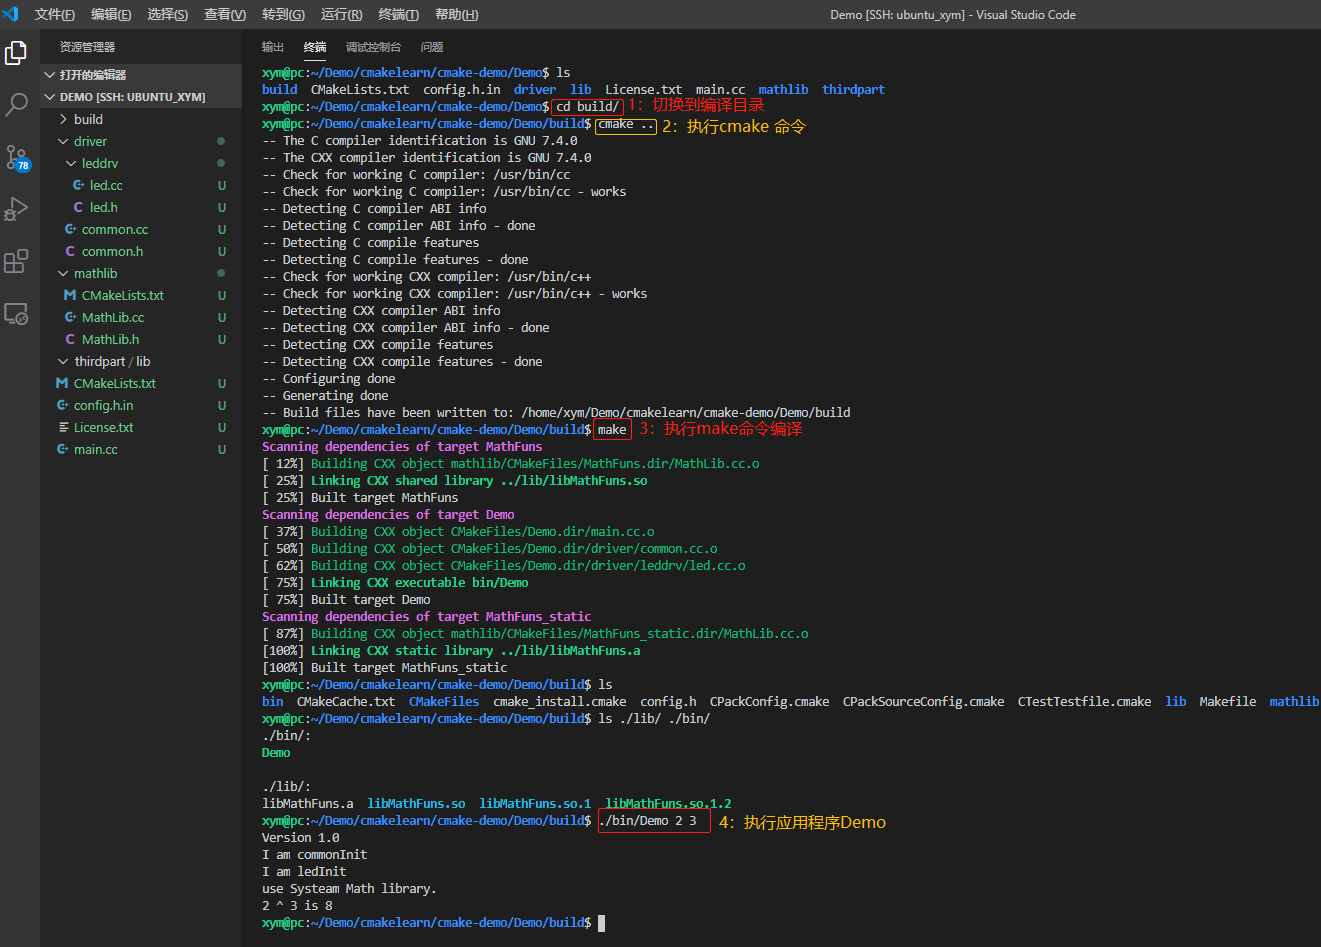 文件(F) 编辑(E) 选择(S) 查看(V) 转到(G) 运行(R) 终端(T) 帮助(H) Demo [SSH: ubuntu_xym] - Visual Studio Code
资源管理器
打开的编辑器
DEMO [SSH: UBUNTU_XYM]
build
driver
leddrv
led.cc U
led.h U
common.cc U
common.h U
mathlib
CMakeLists.txt U
MathLib.cc U
MathLib.h U
thirdpart / lib
CMakeLists.txt U
config.h.in U
License.txt U
main.cc U
78
输出 终端 调试控制台 问题
xym@pc:~/Demo/cmakelearn/cmake-demo/Demo$ ls
build CMakeLists.txt config.h.in driver lib License.txt main.cc mathlib thirdpart
xym@pc:~/Demo/cmakelearn/cmake-demo/Demo$ cd build/ 1：切换到编译目录
xym@pc:~/Demo/cmakelearn/cmake-demo/Demo/build$ cmake .. 2：执行cmake 命令
-- The C compiler identification is GNU 7.4.0
-- The CXX compiler identification is GNU 7.4.0
-- Check for working C compiler: /usr/bin/cc
-- Check for working C compiler: /usr/bin/cc - works
-- Detecting C compiler ABI info
-- Detecting C compiler ABI info - done
-- Detecting C compile features
-- Detecting C compile features - done
-- Check for working CXX compiler: /usr/bin/c++
-- Check for working CXX compiler: /usr/bin/c++ - works
-- Detecting CXX compiler ABI info
-- Detecting CXX compiler ABI info - done
-- Detecting CXX compile features
-- Detecting CXX compile features - done
-- Configuring done
-- Generating done
-- Build files have been written to: /home/xym/Demo/cmakelearn/cmake-demo/Demo/build
xym@pc:~/Demo/cmakelearn/cmake-demo/Demo/build$ make 3：执行make命令编译
Scanning dependencies of target MathFuns
[ 12%] Building CXX object mathlib/CMakeFiles/MathFuns.dir/MathLib.cc.o
[ 25%] Linking CXX shared library ../lib/libMathFuns.so
[ 25%] Built target MathFuns
Scanning dependencies of target Demo
[ 37%] Building CXX object CMakeFiles/Demo.dir/main.cc.o
[ 50%] Building CXX object CMakeFiles/Demo.dir/driver/common.cc.o
[ 62%] Building CXX object CMakeFiles/Demo.dir/driver/leddrv/led.cc.o
[ 75%] Linking CXX executable bin/Demo
[ 75%] Built target Demo
Scanning dependencies of target MathFuns_static
[ 87%] Building CXX object mathlib/CMakeFiles/MathFuns_static.dir/MathLib.cc.o
[100%] Linking CXX static library ../lib/libMathFuns.a
[100%] Built target MathFuns_static
xym@pc:~/Demo/cmakelearn/cmake-demo/Demo/build$ ls
bin CMakeCache.txt CMakeFiles cmake_install.cmake config.h CPackConfig.cmake CPackSourceConfig.cmake CTestTestfile.cmake lib Makefile mathlib
xym@pc:~/Demo/cmakelearn/cmake-demo/Demo/build$ ls ./lib/ ./bin/
./bin/:
Demo
./lib/:
libMathFuns.a libMathFuns.so libMathFuns.so.1 libMathFuns.so.1.2
xym@pc:~/Demo/cmakelearn/cmake-demo/Demo/build$ ./bin/Demo 2 3 4：执行应用程序Demo
Version 1.0
I am commonInit
I am ledInit
use Systeam Math library.
2 ^ 3 is 8
xym@pc:~/Demo/cmakelearn/cmake-demo/Demo/build$